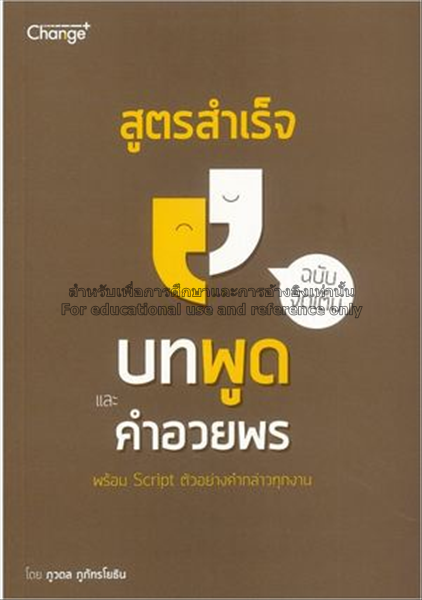 Change+
สูตรสำเร็จ
ฉบับ
สำหรับเพื่อการศึกษาและการอ้างอิงเท่านั้น
For educational use and reference only
บทพูด
และ
คำอวยพร
พร้อม Script ตัวอย่างคำกล่าวทุกงาน
โดย ภูวดล ภูภัทรโยธิน